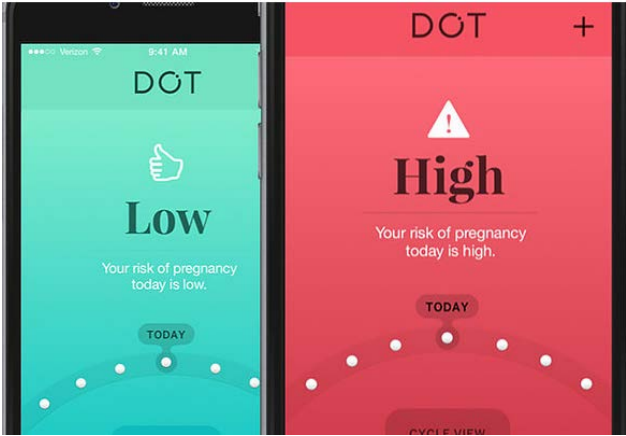 Verizon 9:41 AM
DOT
Low
Your risk of pregnancy
today is low.
TODAY
DOT +
High
Your risk of pregnancy
today is high.
TODAY
CYCLE VIEW